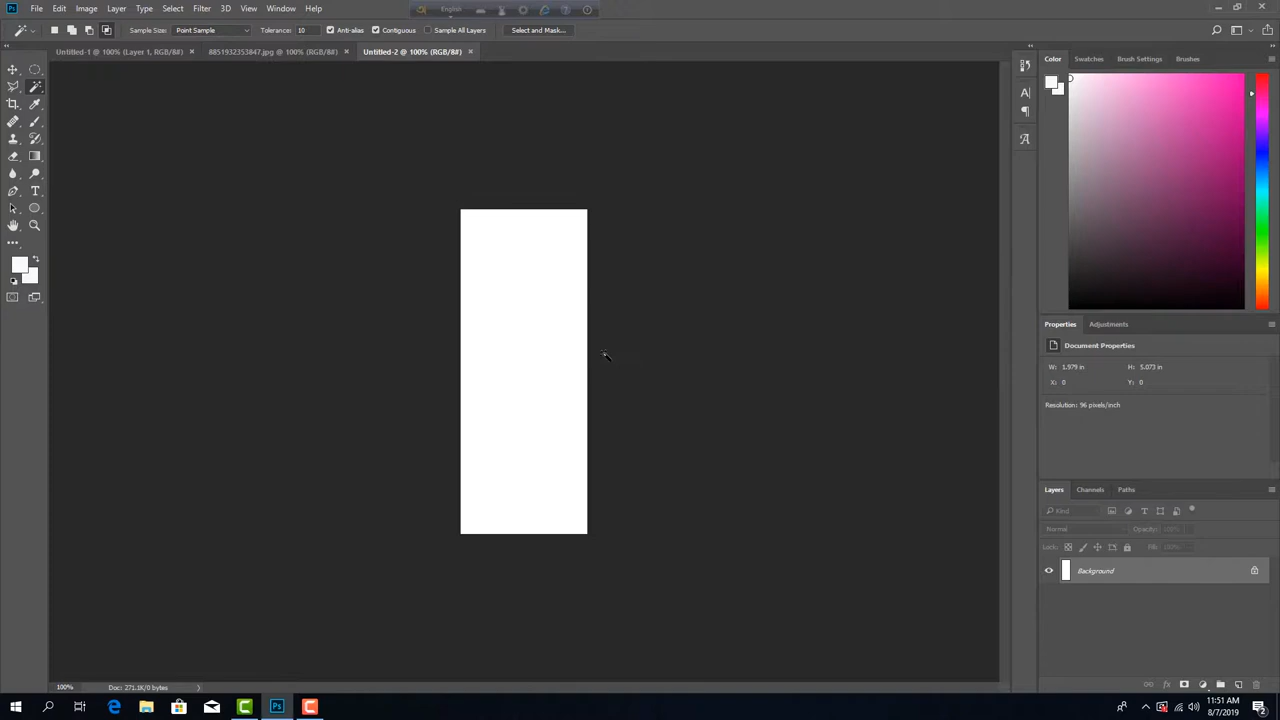 Ps File Edit Image Layer Type Select Filter 3D View Window Help
English
Sample Size: Point Sample Tolerance: 10 Anti-alias Contiguous Sample All Layers Select and Mask...
Untitled-1 @ 100% (Layer 1, RGB/8#) × 8851932353847.jpg @ 100% (RGB/8#) × Untitled-2 @ 100% (RGB/8#) ×
Color Swatches Brush Settings Brushes
Properties Adjustments
Document Properties
W: 1.979 in H: 5.073 in
X: 0 Y: 0
Resolution: 96 pixels/inch
Layers Channels Paths
Kind
Normal Opacity: 100%
Lock: Fill: 100%
Background
100% Doc: 271.1K/0 bytes
11:51 AM
8/7/2019